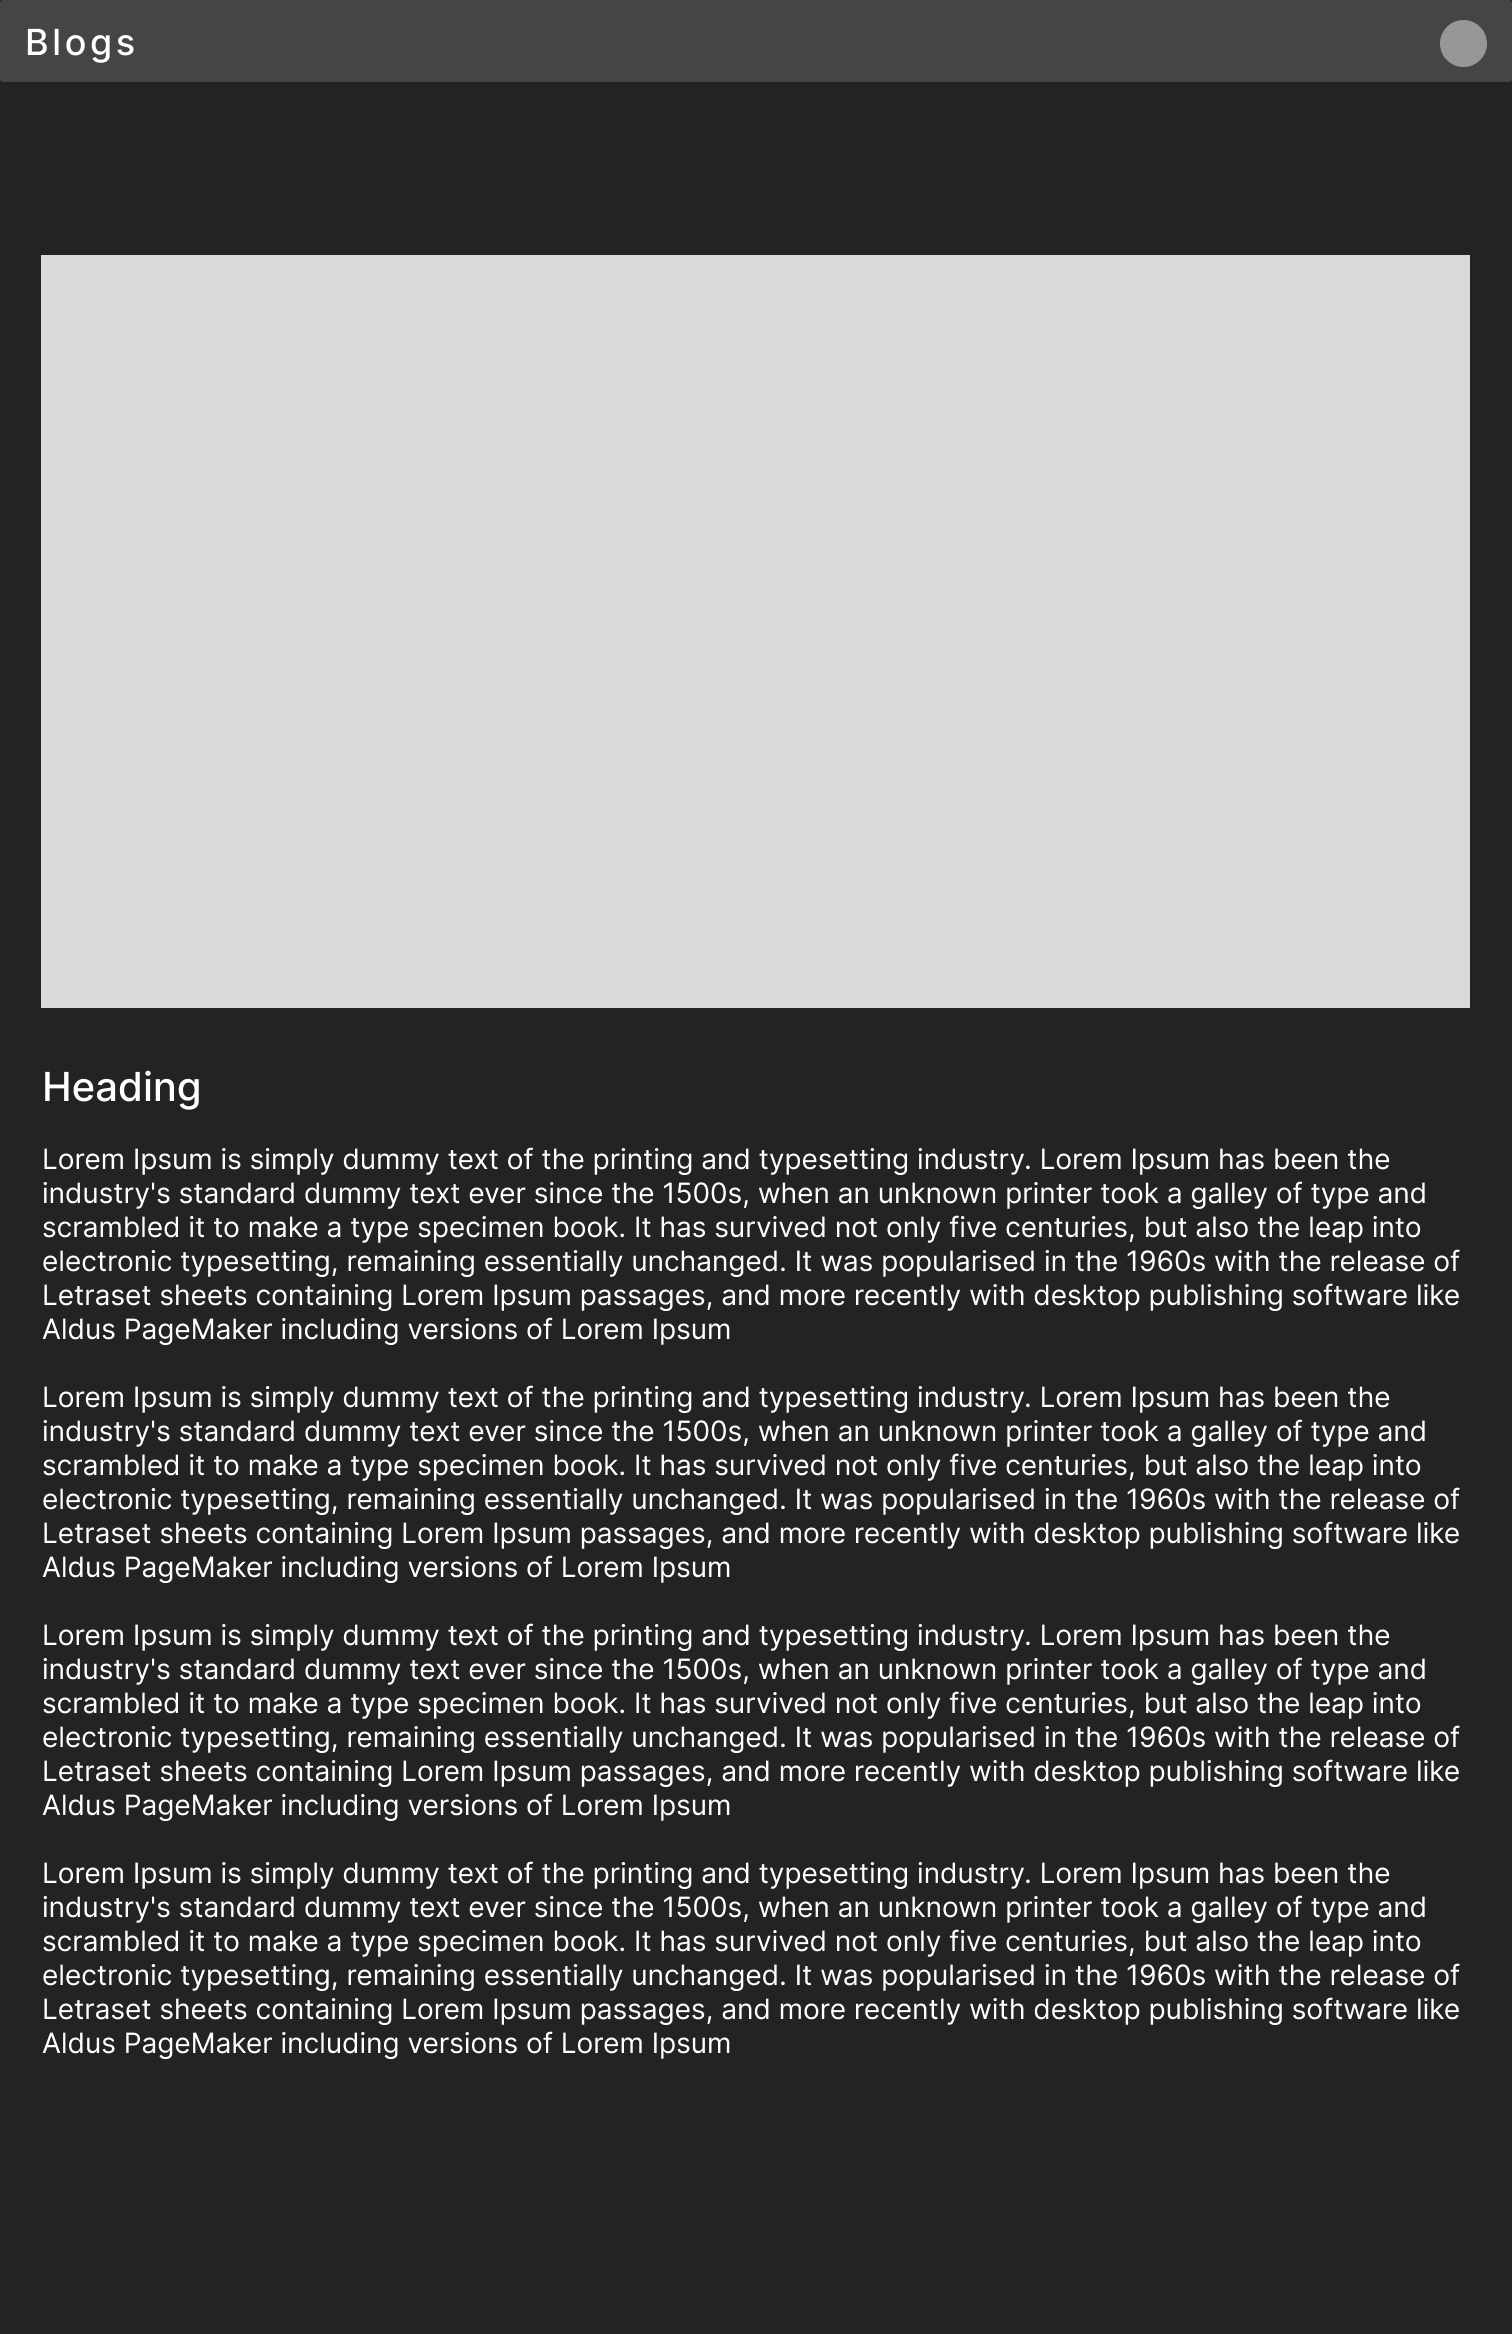 Blogs
Heading
Lorem Ipsum is simply dummy text of the printing and typesetting industry. Lorem Ipsum has been the
industry's standard dummy text ever since the 1500s, when an unknown printer took a galley of type and
scrambled it to make a type specimen book. It has survived not only five centuries, but also the leap into
electronic typesetting, remaining essentially unchanged. It was popularised in the 1960s with the release of
Letraset sheets containing Lorem Ipsum passages, and more recently with desktop publishing software like
Aldus PageMaker including versions of Lorem Ipsum
Lorem Ipsum is simply dummy text of the printing and typesetting industry. Lorem Ipsum has been the
industry's standard dummy text ever since the 1500s, when an unknown printer took a galley of type and
scrambled it to make a type specimen book. It has survived not only five centuries, but also the leap into
electronic typesetting, remaining essentially unchanged. It was popularised in the 1960s with the release of
Letraset sheets containing Lorem Ipsum passages, and more recently with desktop publishing software like
Aldus PageMaker including versions of Lorem Ipsum
Lorem Ipsum is simply dummy text of the printing and typesetting industry. Lorem Ipsum has been the
industry's standard dummy text ever since the 1500s, when an unknown printer took a galley of type and
scrambled it to make a type specimen book. It has survived not only five centuries, but also the leap into
electronic typesetting, remaining essentially unchanged. It was popularised in the 1960s with the release of
Letraset sheets containing Lorem Ipsum passages, and more recently with desktop publishing software like
Aldus PageMaker including versions of Lorem Ipsum
Lorem Ipsum is simply dummy text of the printing and typesetting industry. Lorem Ipsum has been the
industry's standard dummy text ever since the 1500s, when an unknown printer took a galley of type and
scrambled it to make a type specimen book. It has survived not only five centuries, but also the leap into
electronic typesetting, remaining essentially unchanged. It was popularised in the 1960s with the release of
Letraset sheets containing Lorem Ipsum passages, and more recently with desktop publishing software like
Aldus PageMaker including versions of Lorem Ipsum